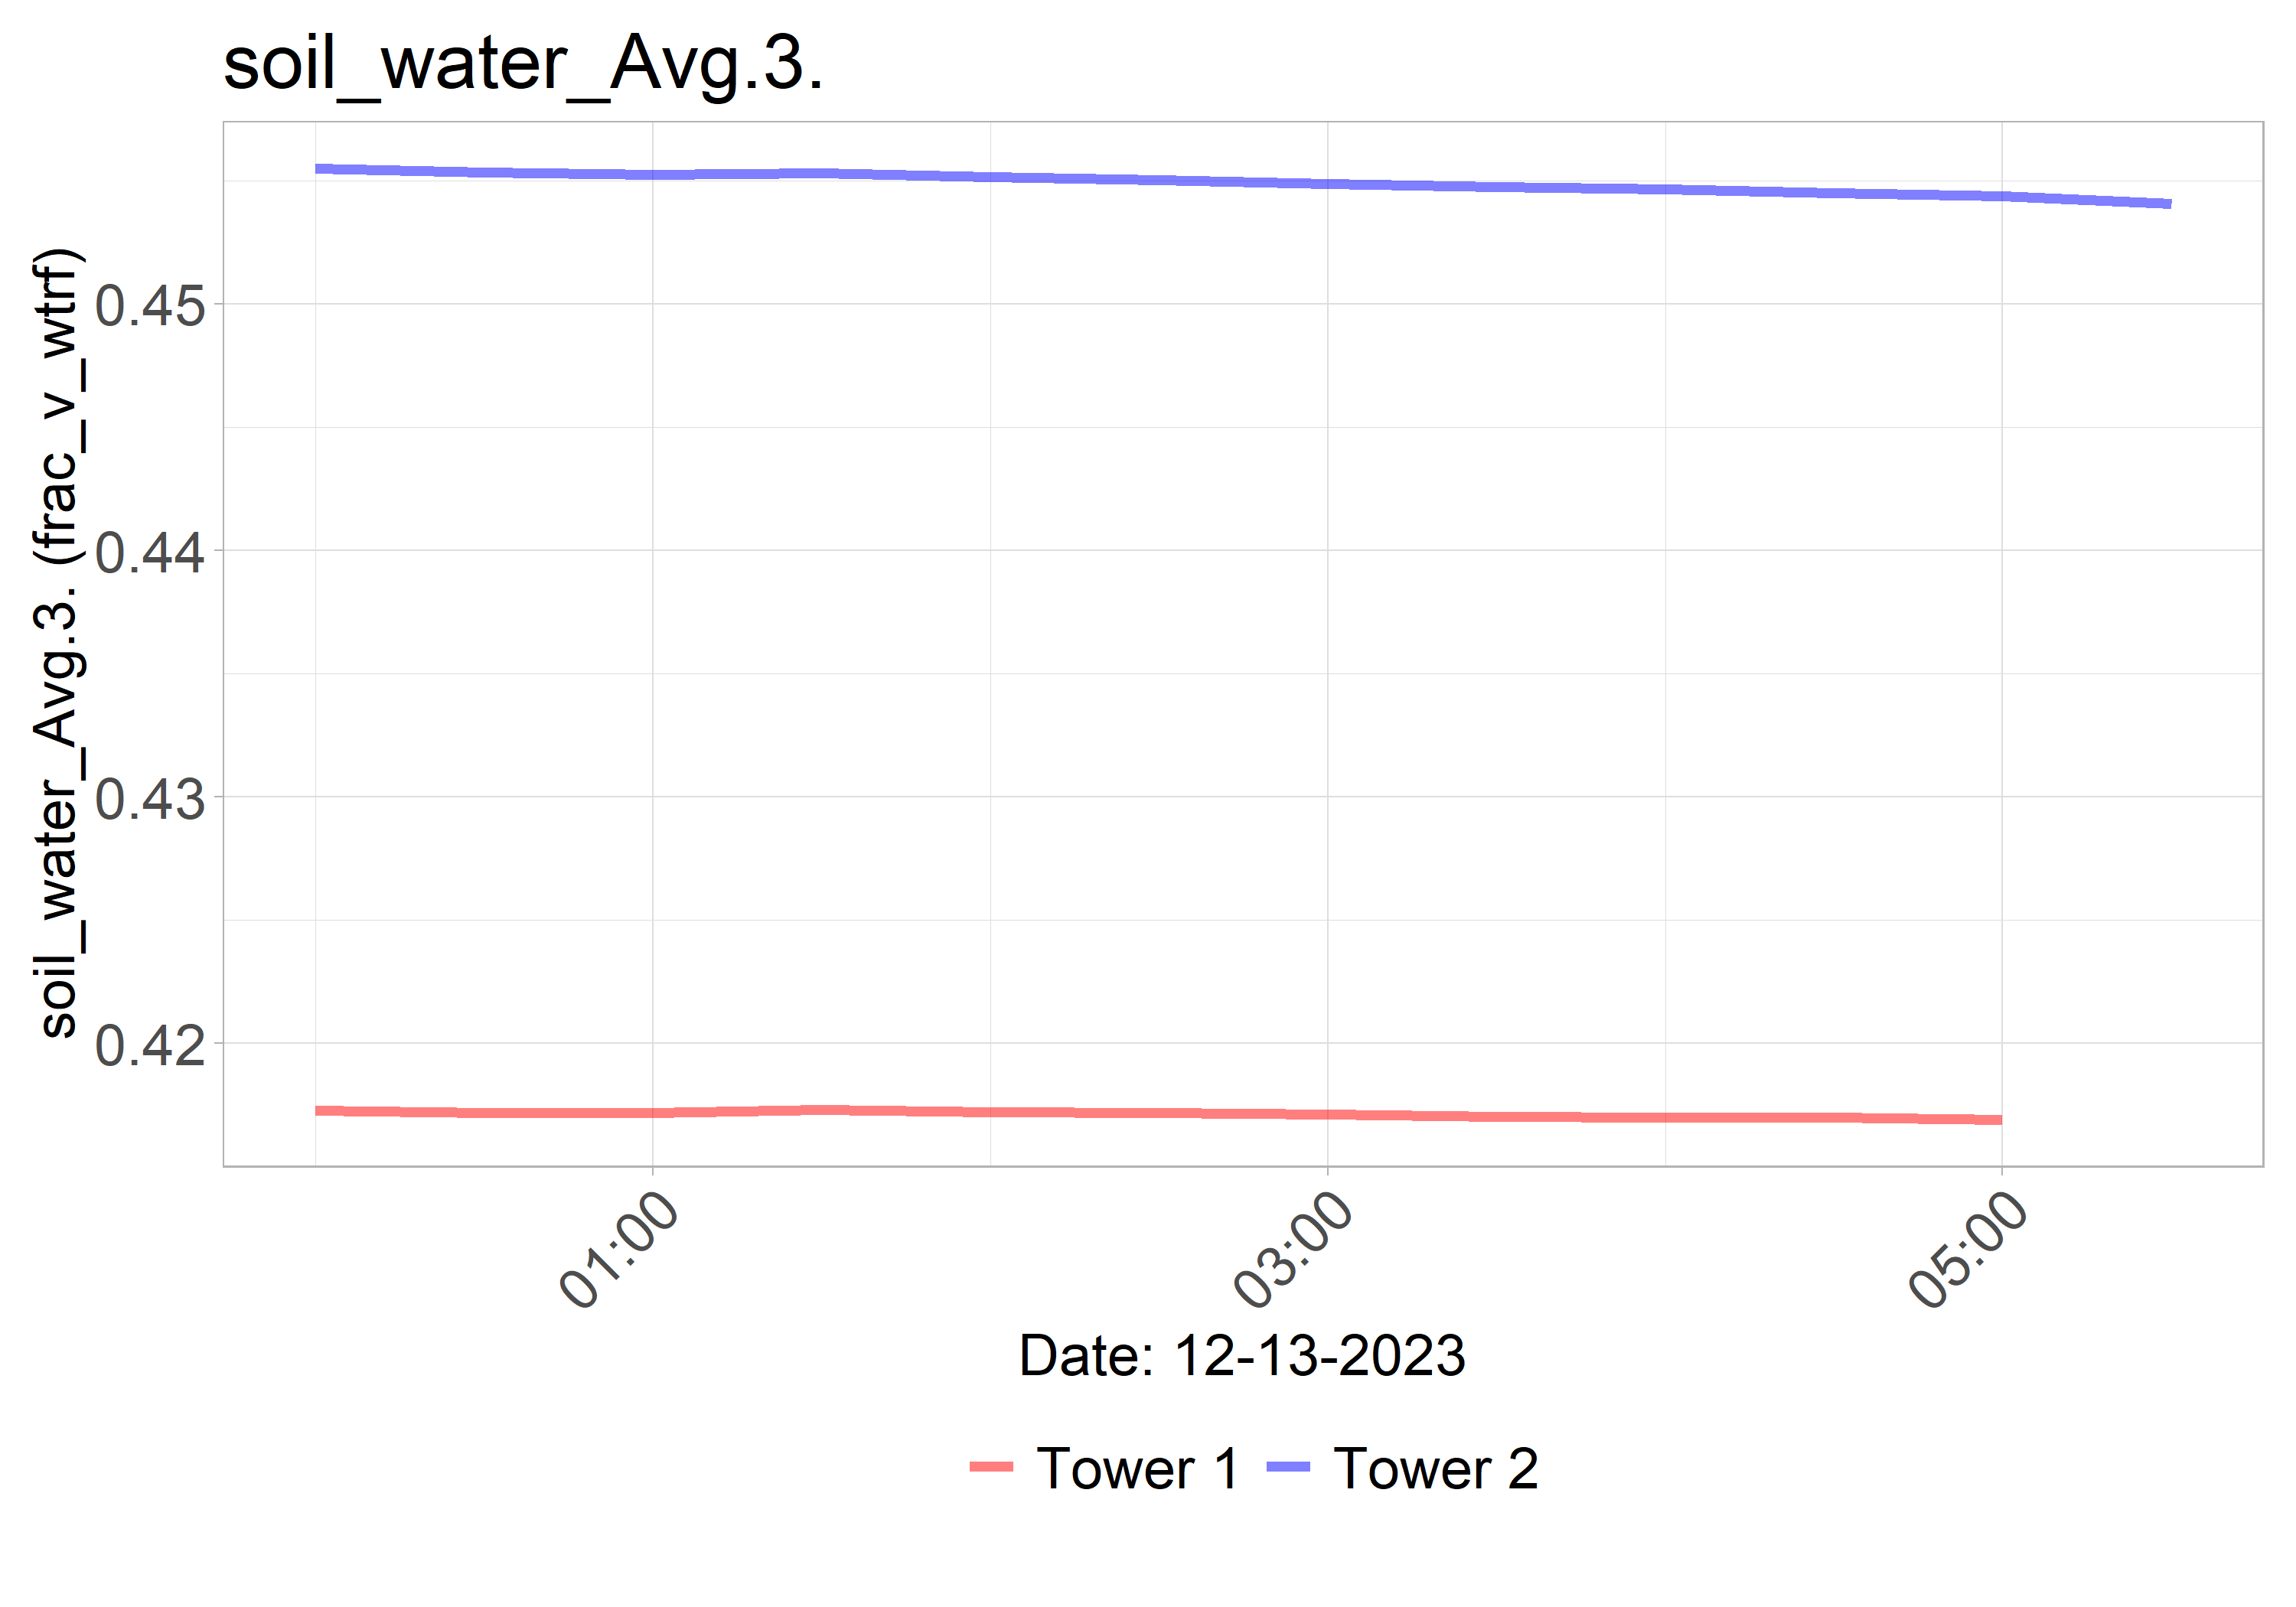 soil_water_Avg.3.
soil_water_Avg.3. (frac_v_wtrf)
0.45
0.44
0.43
0.42
01:00
03:00
05:00
Date: 12-13-2023
Tower 1
Tower 2